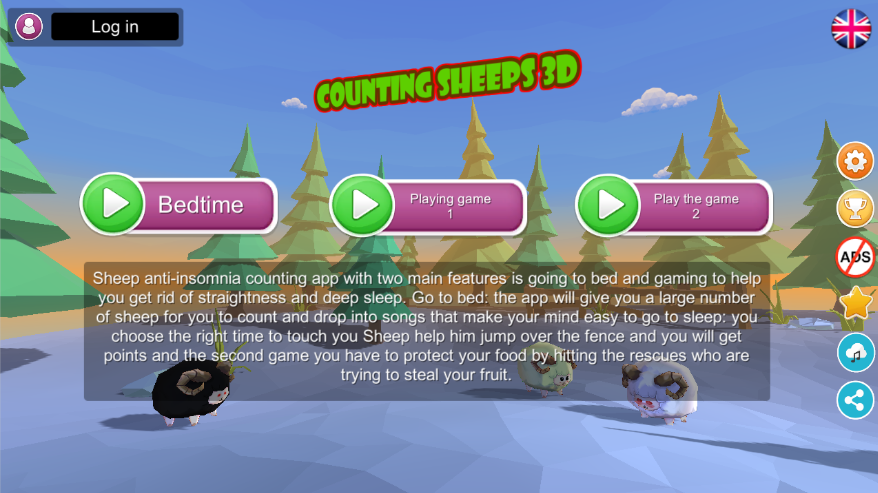 Log in
COUNTING SHEEPS 3D
Bedtime
Playing game
1
Play the game
2
ADS
Sheep anti-insomnia counting app with two main features is going to bed and gaming to help
you get rid of straightness and deep sleep. Go to bed: the app will give you a large number
of sheep for you to count and drop into songs that make your mind easy to go to sleep: you
choose the right time to touch you Sheep help him jump over the fence and you will get
points and the second game you have to protect your food by hitting the rescues who are
trying to steal your fruit.